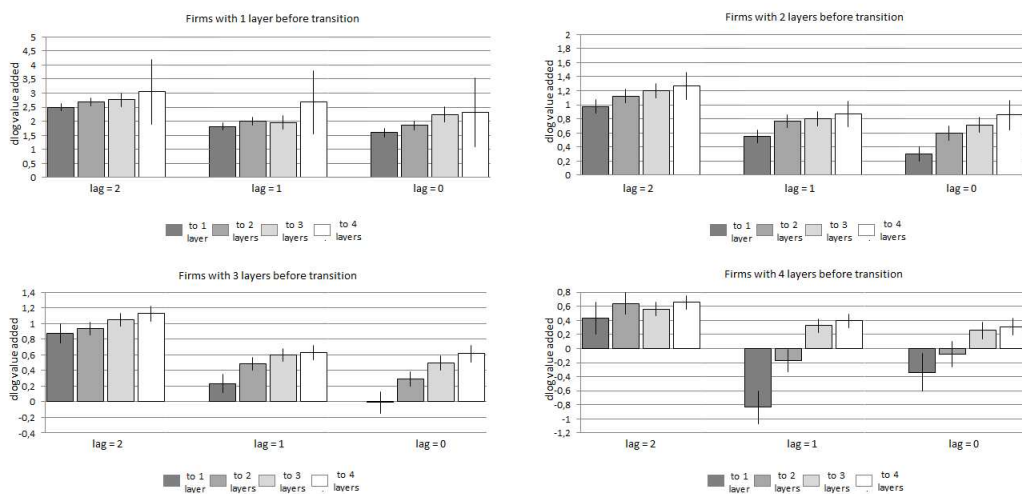 Firms with 1 layer before transition
dlog value added
5
4,5
4
3,5
3
2,5
2
1,5
1
0,5
0
lag = 2
lag = 1
lag = 0
to 1 layer
to 2 layers
to 3 layers
to 4 layers
Firms with 2 layers before transition
dlog value added
2
1,8
1,6
1,4
1,2
1
0,8
0,6
0,4
0,2
0
lag = 2
lag = 1
lag = 0
to 1 layer
to 2 layers
to 3 layers
to 4 layers
Firms with 3 layers before transition
dlog value added
1,4
1,2
1
0,8
0,6
0,4
0,2
0
-0,2
-0,4
lag = 2
lag = 1
lag = 0
to 1 layer
to 2 layers
to 3 layers
to 4 layers
Firms with 4 layers before transition
dlog value added
0,8
0,6
0,4
0,2
0
-0,2
-0,4
-0,6
-0,8
-1
-1,2
lag = 2
lag = 1
lag = 0
to 1 layer
to 2 layers
to 3 layers
to 4 layers